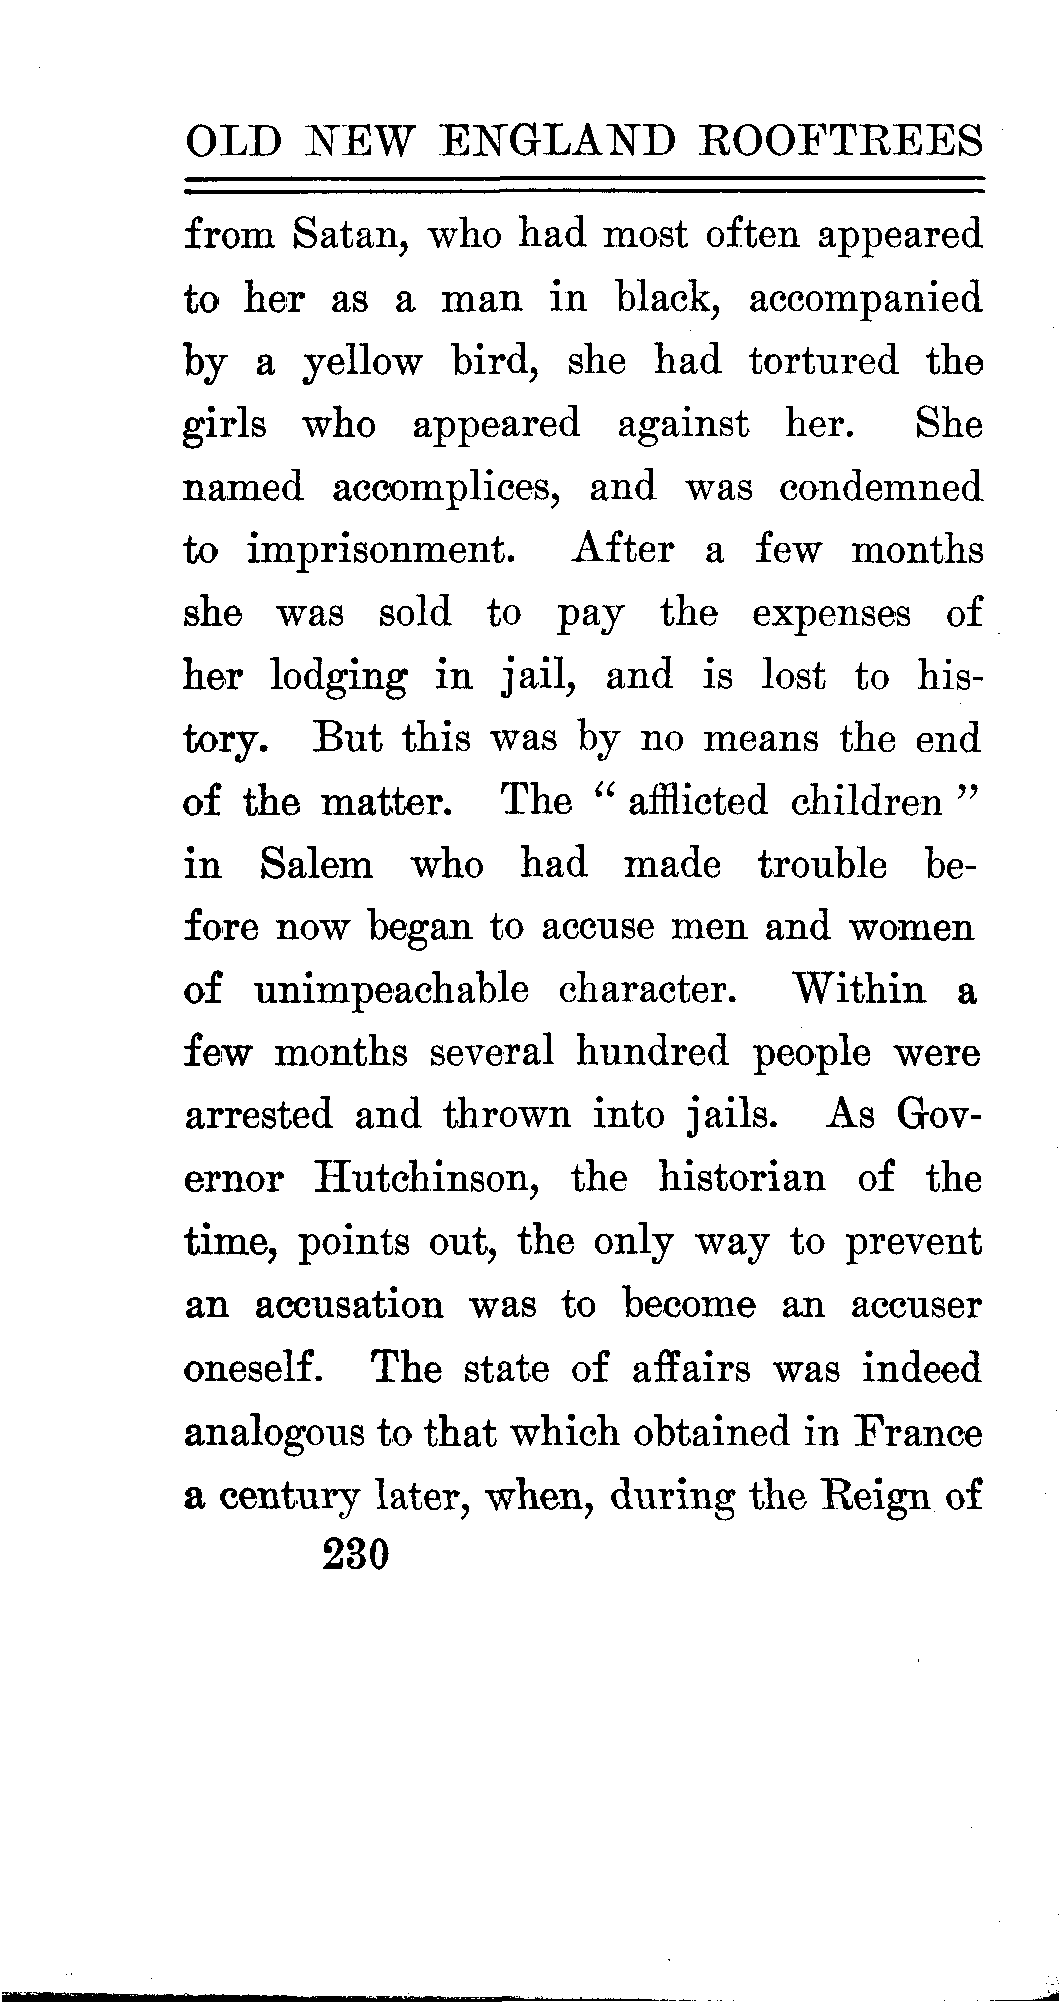 OLD NEW ENGLAND ROOFTREES
from Satan, who had most often appeared
to her as a man in black, accompanied
by a yellow bird, she had tortured the
girls who appeared against her. She
named accomplices, and was condemned
to imprisonment. After a few months
she was sold to pay the expenses of
her lodging in jail, and is lost to his-
tory. But this was by no means the end
of the matter. The “ afflicted children ”
in Salem who had made trouble be-
fore now began to accuse men and women
of unimpeachable character. Within a
few months several hundred people were
arrested and thrown into jails. As Gov-
ernor Hutchinson, the historian of the
time, points out, the only way to prevent
an accusation was to become an accuser
oneself. The state of affairs was indeed
analogous to that which obtained in France
a century later, when, during the Reign of
230